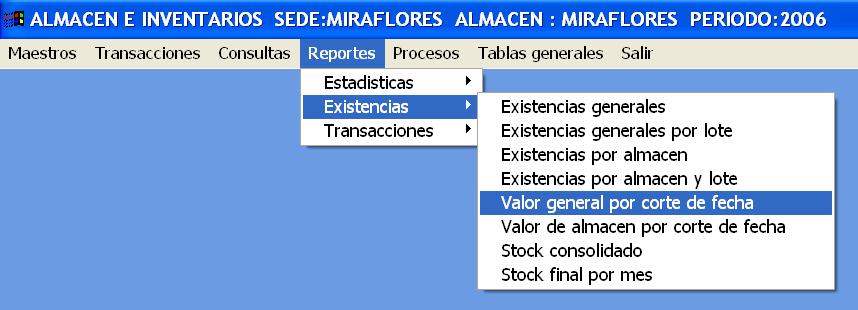 ALMACEN E INVENTARIOS SEDE:MIRAFLORES ALMACEN : MIRAFLORES PERIODO:2006
Maestros Transacciones Consultas Reportes Procesos Tablas generales Salir
Estadisticas
Existencias
Transacciones
Existencias generales
Existencias generales por lote
Existencias por almacen
Existencias por almacen y lote
Valor general por corte de fecha
Valor de almacen por corte de fecha
Stock consolidado
Stock final por mes